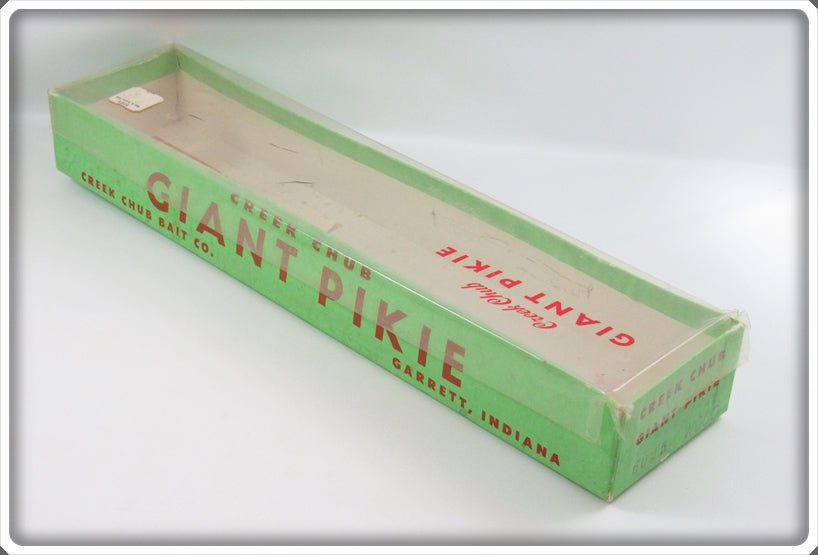 CREEK CHUB
GIANT PIKIE
CREEK CHUB BAIT CO.
GARRETT, INDIANA
Creek Chub
GIANT PIKIE
CREEK CHUB
GIANT PIKIE